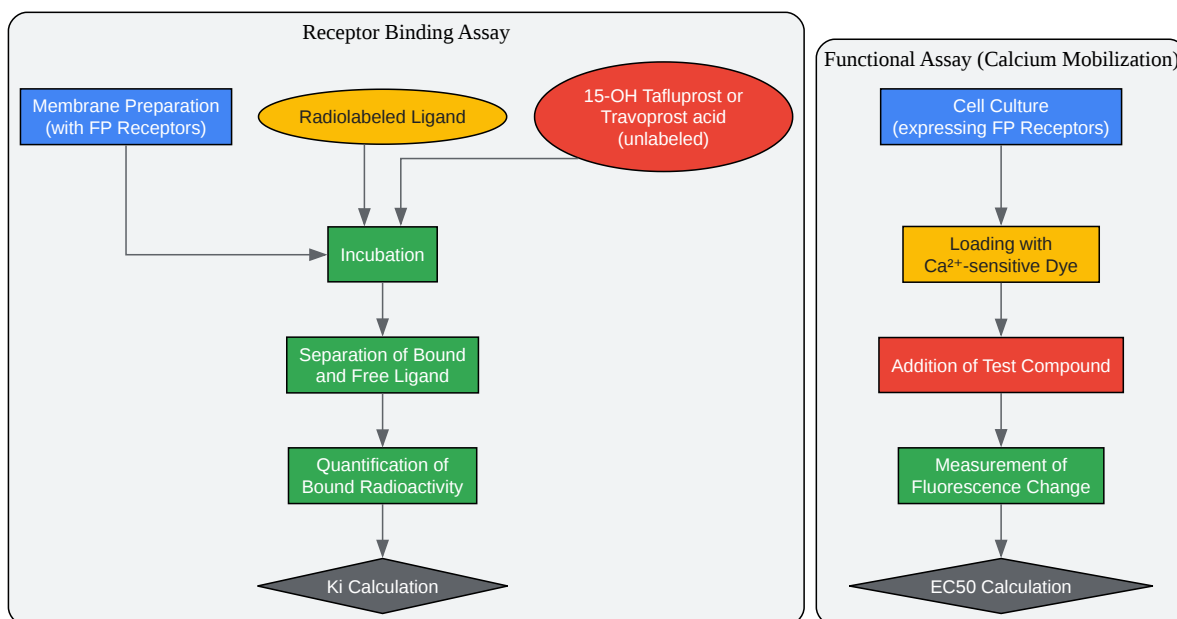 Receptor Binding Assay
Membrane Preparation
(with FP Receptors)
Radiolabeled Ligand
15-OH Tafluprost or
Travoprost acid
(unlabeled)
Incubation
Separation of Bound
and Free Ligand
Quantification of
Bound Radioactivity
Ki Calculation
Functional Assay (Calcium Mobilization)
Cell Culture
(expressing FP Receptors)
Loading with
Ca²⁺-sensitive Dye
Addition of Test Compound
Measurement of
Fluorescence Change
EC50 Calculation